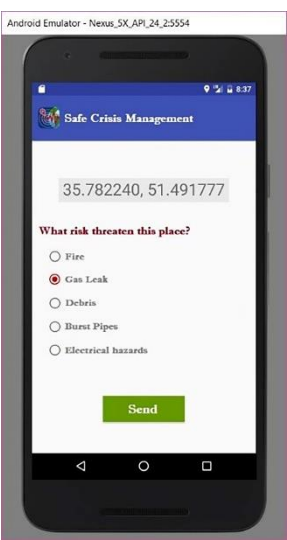 Android Emulator - Nexus_5X_API_24_2:5554
8:37
Safe Crisis Management
35.782240, 51.491777
What risk threaten this place?
Fire
Gas Leak
Debris
Burst Pipes
Electrical hazards
Send